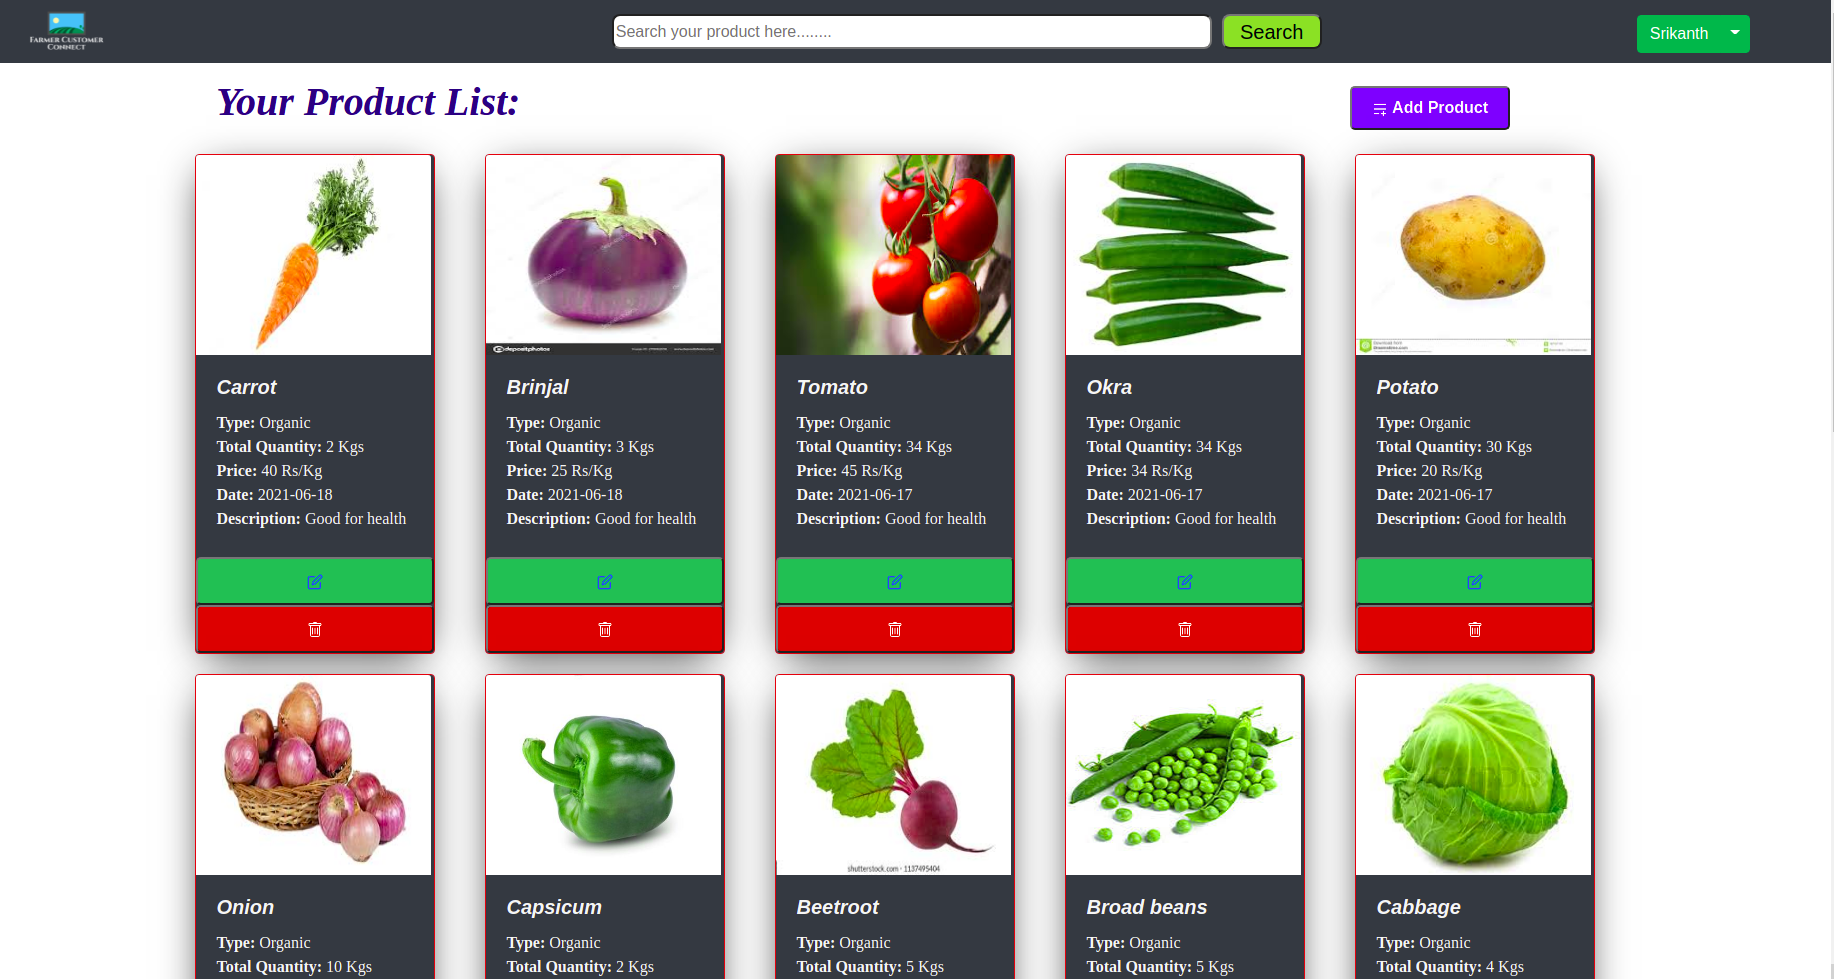 FARMER CUSTOMER
CONNECT
Search your product here........
Search
Srikanth
Your Product List:
Add Product
depositphotos
Carrot
Type: Organic
Total Quantity: 2 Kgs
Price: 40 Rs/Kg
Date: 2021-06-18
Description: Good for health
Brinjal
Type: Organic
Total Quantity: 3 Kgs
Price: 25 Rs/Kg
Date: 2021-06-18
Description: Good for health
Tomato
Type: Organic
Total Quantity: 34 Kgs
Price: 45 Rs/Kg
Date: 2021-06-17
Description: Good for health
Okra
Type: Organic
Total Quantity: 34 Kgs
Price: 34 Rs/Kg
Date: 2021-06-17
Description: Good for health
Potato
Type: Organic
Total Quantity: 30 Kgs
Price: 20 Rs/Kg
Date: 2021-06-17
Description: Good for health
shutterstock.com · 1137495404
Onion
Type: Organic
Total Quantity: 10 Kgs
Capsicum
Type: Organic
Total Quantity: 2 Kgs
Beetroot
Type: Organic
Total Quantity: 5 Kgs
Broad beans
Type: Organic
Total Quantity: 5 Kgs
Cabbage
Type: Organic
Total Quantity: 4 Kgs